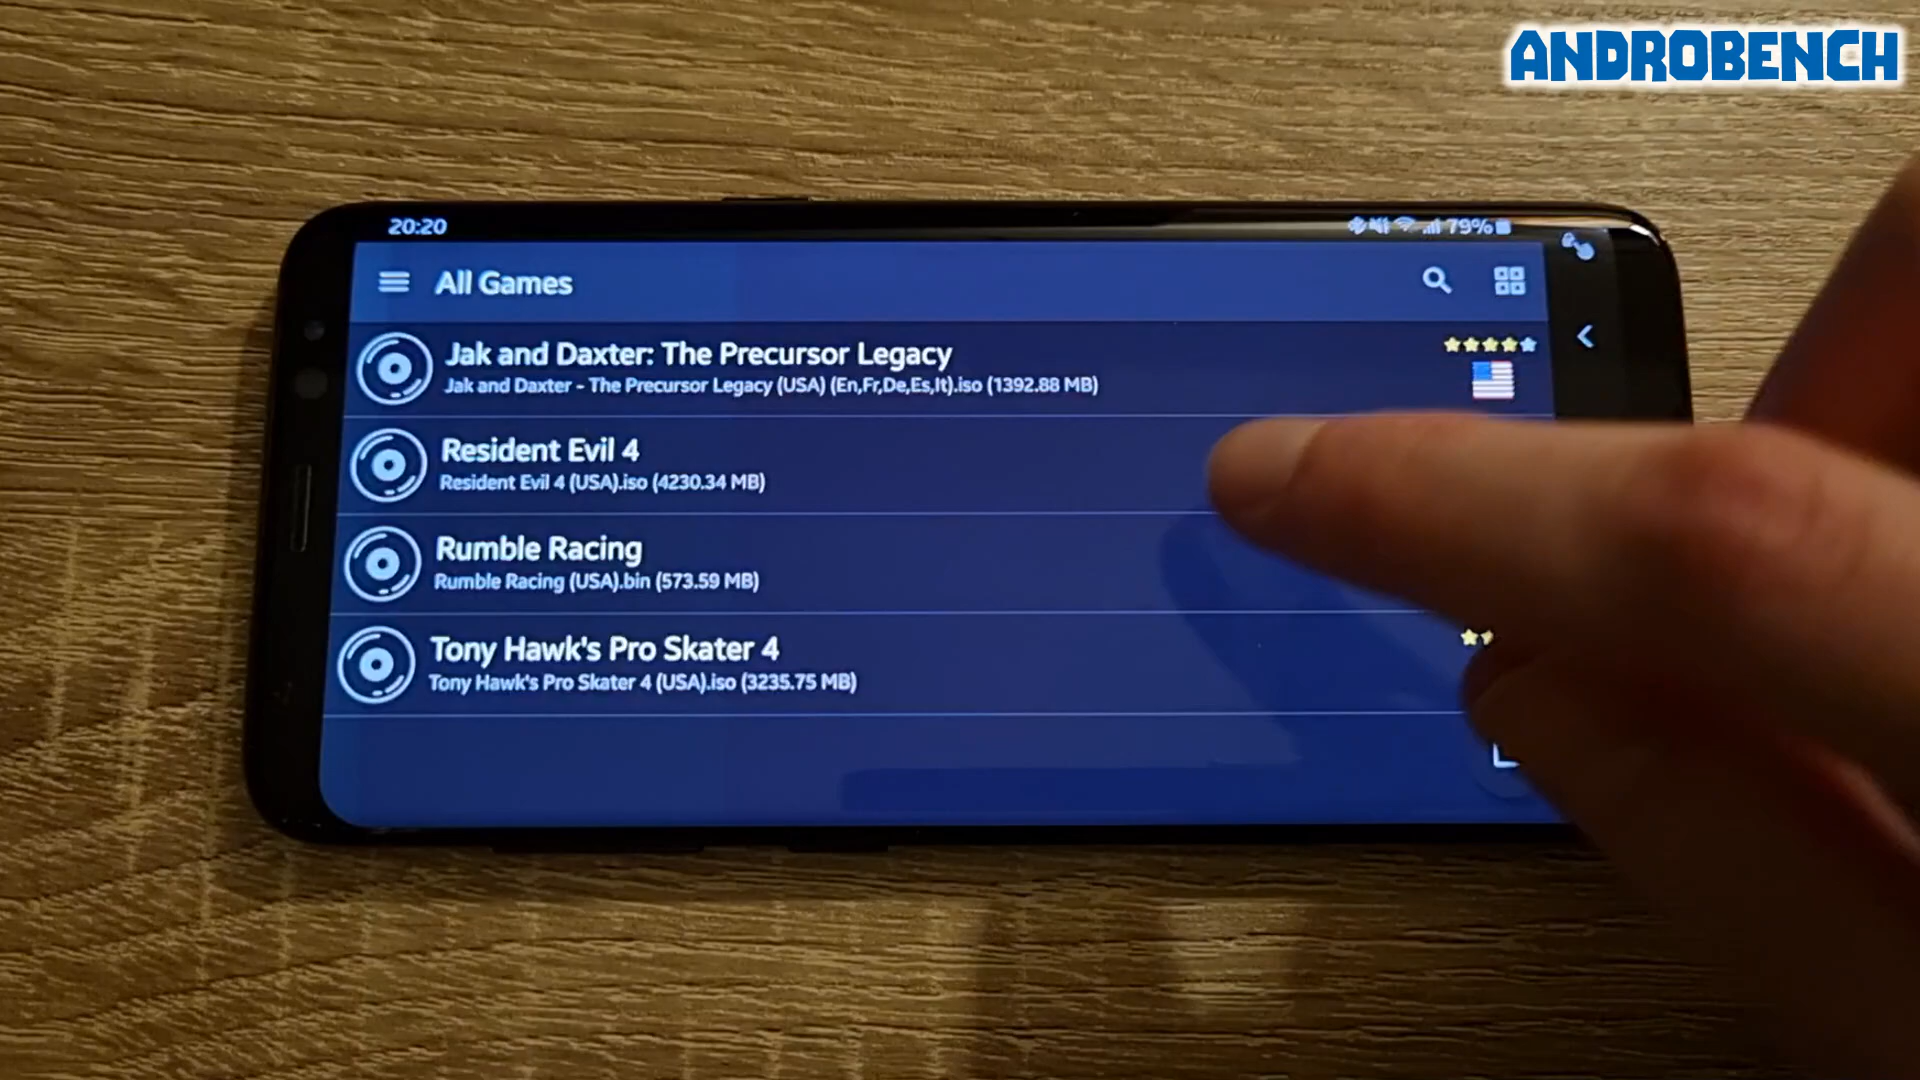 ANDROBENCH
20:20
79%
All Games
Jak and Daxter: The Precursor Legacy
Jak and Daxter - The Precursor Legacy (USA) (En,Fr,De,Es,It).iso (1392.88 MB)
Resident Evil 4
Resident Evil 4 (USA).iso (4230.34 MB)
Rumble Racing
Rumble Racing (USA).bin (573.59 MB)
Tony Hawk's Pro Skater 4
Tony Hawk's Pro Skater 4 (USA).iso (3235.75 MB)